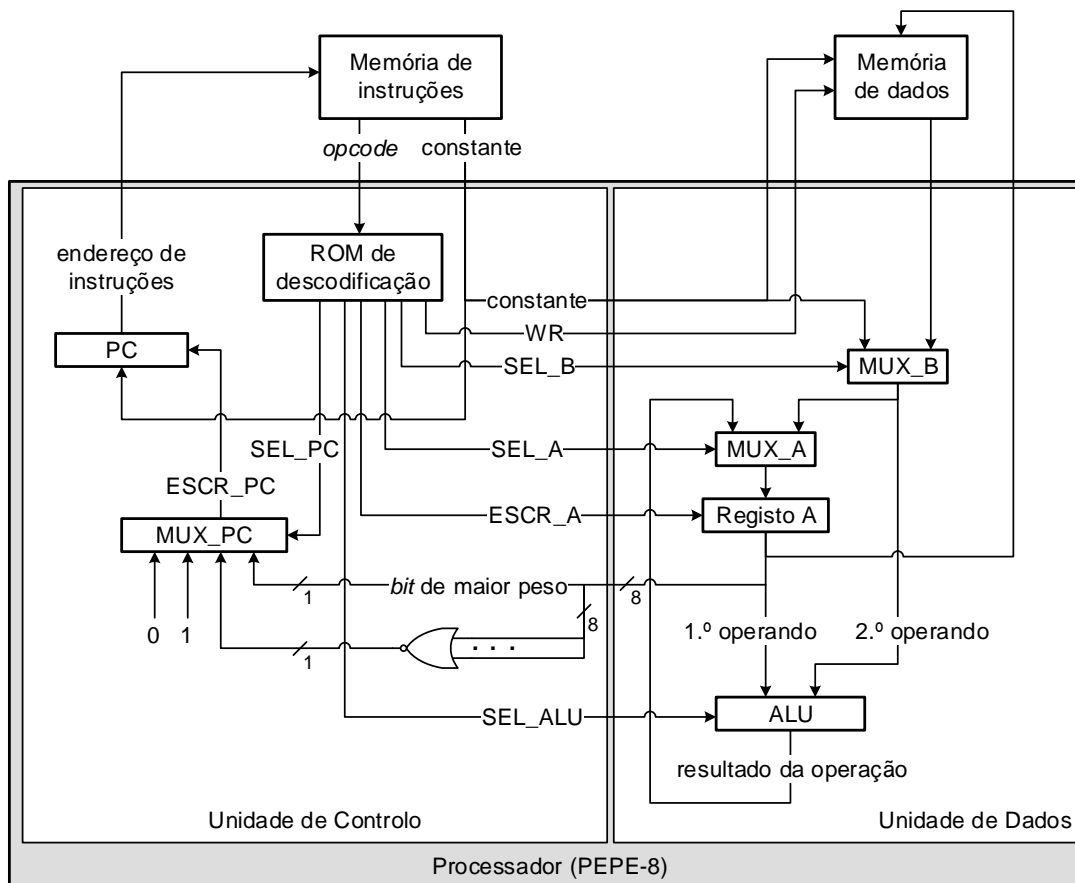 Memória de
instruções
Memória
de dados
opcode
constante
endereço de
instruções
ROM de
descodificação
constante
PC
WR
SEL_B
MUX_B
SEL_PC
SEL_A
MUX_A
ESCR_PC
ESCR_A
Registo A
MUX_PC
bit de maior peso
1
8
8
0
1
1
. . .
1.º operando
2.º operando
SEL_ALU
ALU
resultado da operação
Unidade de Controlo
Unidade de Dados
Processador (PEPE-8)